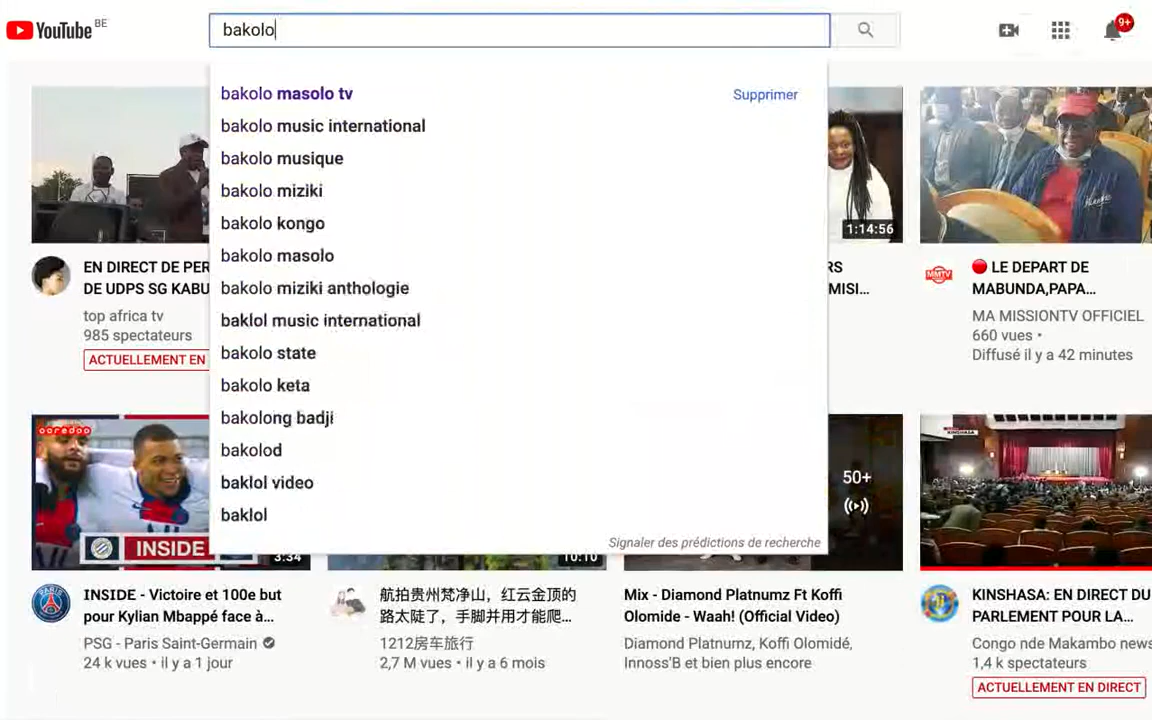 YouTube BE
bakolo
9+
bakolo masolo tv
Supprimer
bakolo music international
bakolo musique
bakolo miziki
bakolo kongo
bakolo masolo
bakolo miziki anthologie
baklol music international
bakolo state
bakolo keta
bakolong badji
bakolod
baklol video
baklol
Signaler des prédictions de recherche
EN DIRECT DE PER
DE UDPS SG KABU
top africa tv
985 spectateurs
ACTUELLEMENT EN
1:14:56
RS
MISI…
MMTV
🔴 LE DEPART DE
MABUNDA,PAPA…
MA MISSIONTV OFFICIEL
660 vues •
Diffusé il y a 42 minutes
ooredoo
INSIDE
3:34
10:10
50+
KINSHASA
PARIS
INSIDE - Victoire et 100e but
pour Kylian Mbappé face à…
PSG - Paris Saint-Germain
24 k vues • il y a 1 jour
航拍贵州梵净山，红云金顶的
路太陡了，手脚并用才能爬…
1212房车旅行
2,7 M vues • il y a 6 mois
Mix - Diamond Platnumz Ft Koffi
Olomide - Waah! (Official Video)
Diamond Platnumz, Koffi Olomidé,
Innoss'B et bien plus encore
KINSHASA: EN DIRECT DU
PARLEMENT POUR LA…
Congo nde Makambo news
1,4 k spectateurs
ACTUELLEMENT EN DIRECT